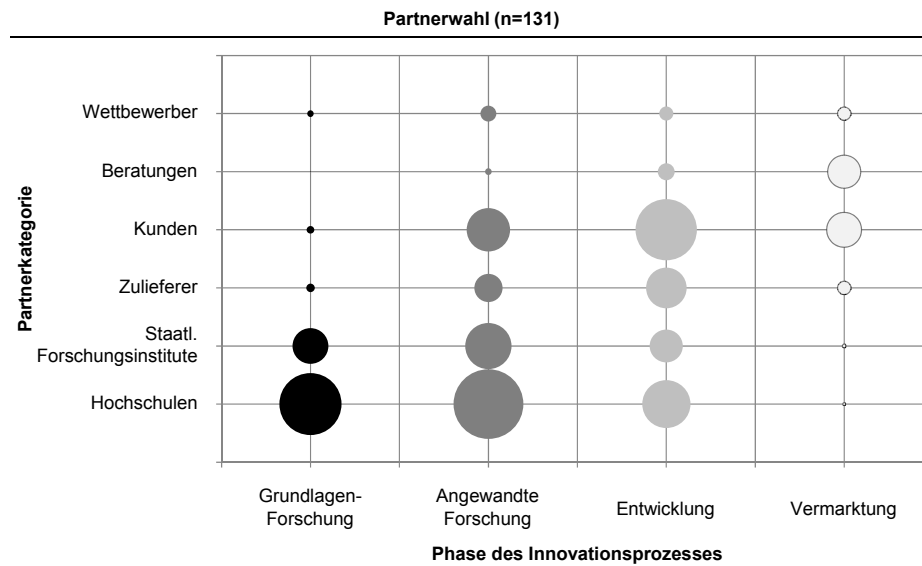 Partnerwahl (n=131)
Partnerkategorie
Wettbewerber
Beratungen
Kunden
Zulieferer
Staatl.
Forschungsinstitute
Hochschulen
Grundlagen-
Forschung
Angewandte
Forschung
Entwicklung
Vermarktung
Phase des Innovationsprozesses